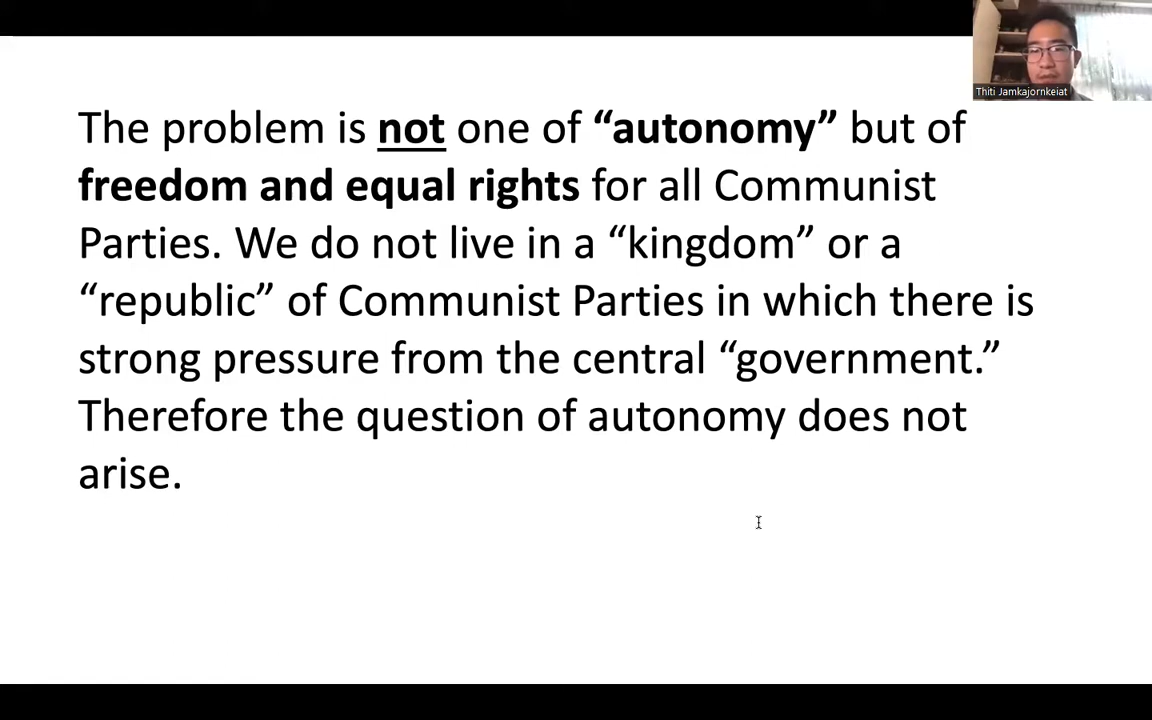 Thiti Jamkajornkeiat
The problem is not one of “autonomy” but of
freedom and equal rights for all Communist
Parties. We do not live in a “kingdom” or a
“republic” of Communist Parties in which there is
strong pressure from the central “government.”
Therefore the question of autonomy does not
arise.